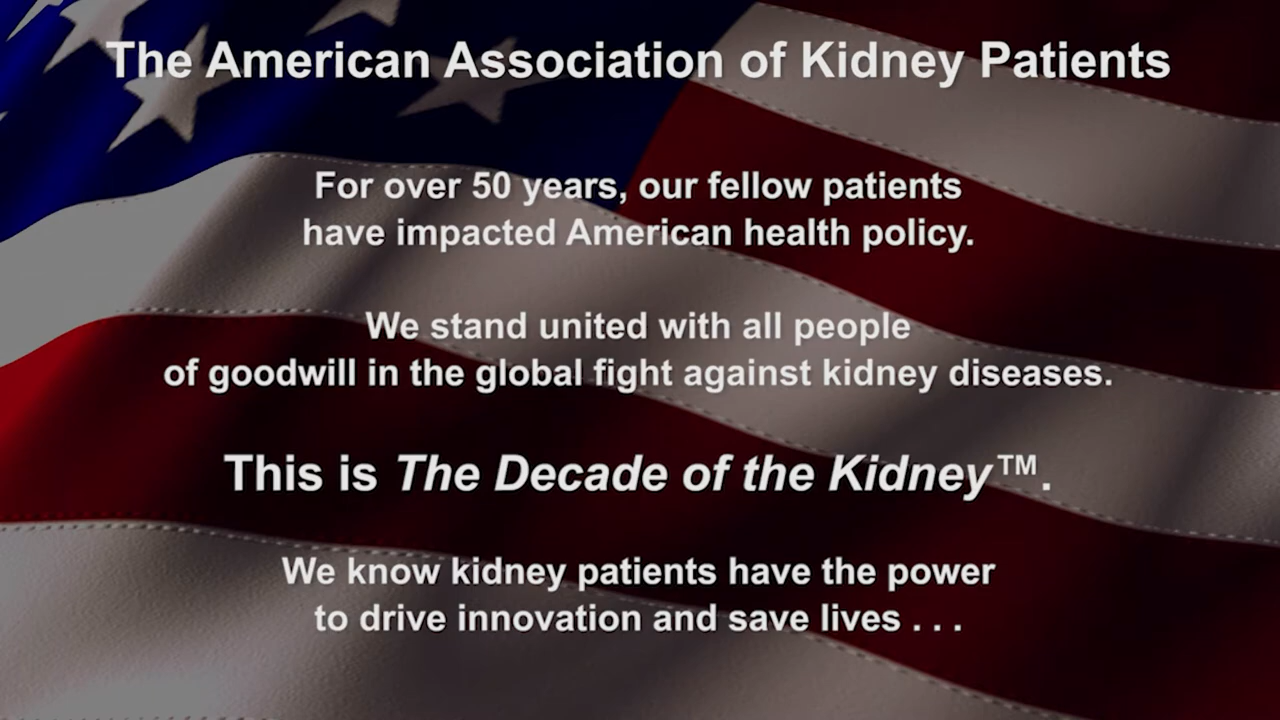 The American Association of Kidney Patients
For over 50 years, our fellow patients
have impacted American health policy.
We stand united with all people
of goodwill in the global fight against kidney diseases.
This is The Decade of the Kidney™.
We know kidney patients have the power
to drive innovation and save lives . . .